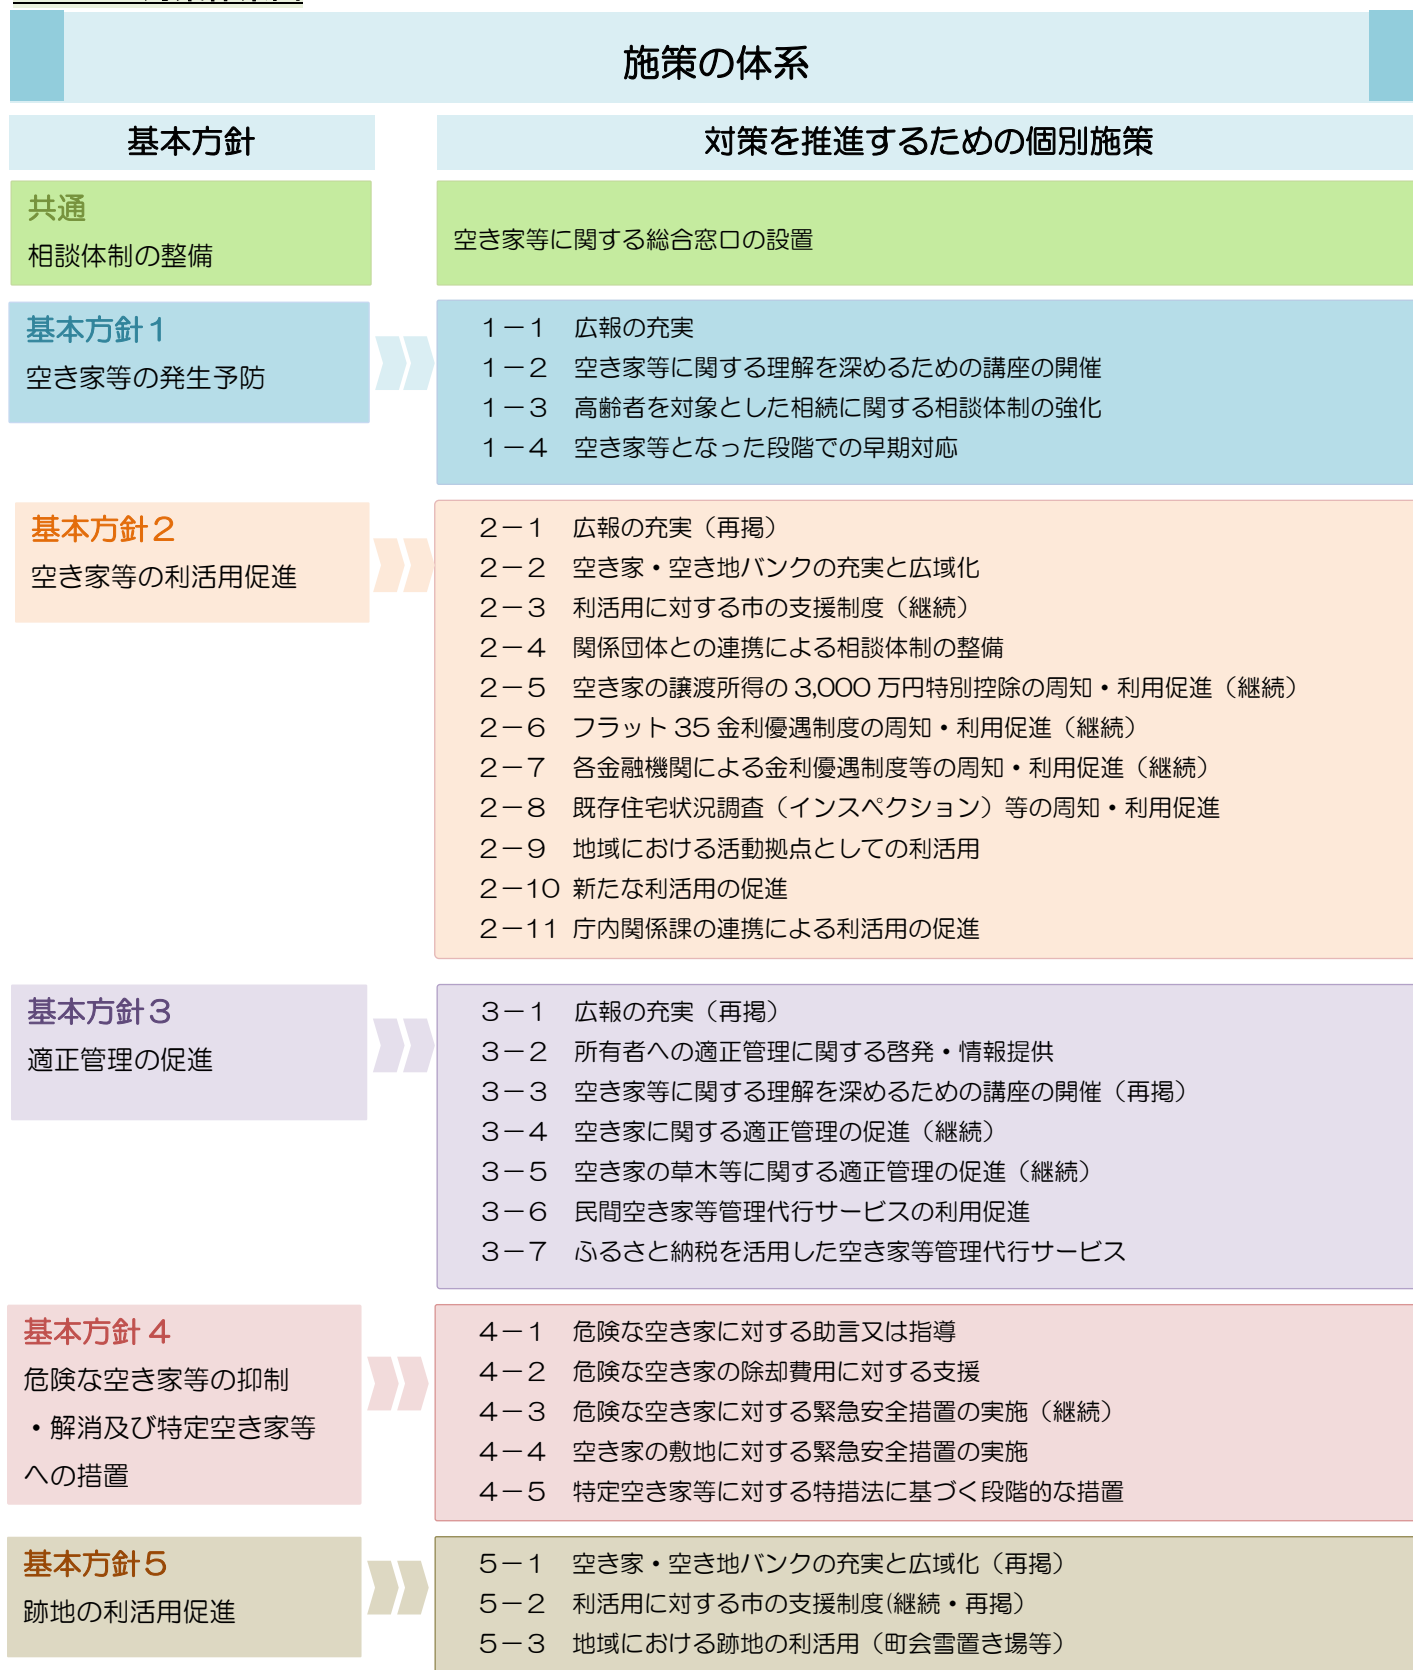 施策の体系
基本方針
対策を推進するための個別施策
共通
相談体制の整備
空き家等に関する総合窓口の設置
基本方針１
空き家等の発生予防
１－１ 広報の充実
１－２ 空き家等に関する理解を深めるための講座の開催
１－３ 高齢者を対象とした相続に関する相談体制の強化
１－４ 空き家等となった段階での早期対応
基本方針２
空き家等の利活用促進
２－１ 広報の充実（再掲）
２－２ 空き家・空き地バンクの充実と広域化
２－３ 利活用に対する市の支援制度（継続）
２－４ 関係団体との連携による相談体制の整備
２－５ 空き家の譲渡所得の 3,000 万円特別控除の周知・利用促進（継続）
２－６ フラット 35 金利優遇制度の周知・利用促進（継続）
２－７ 各金融機関による金利優遇制度等の周知・利用促進（継続）
２－８ 既存住宅状況調査（インスペクション）等の周知・利用促進
２－９ 地域における活動拠点としての利活用
２－10 新たな利活用の促進
２－11 庁内関係課の連携による利活用の促進
基本方針３
適正管理の促進
３－１ 広報の充実（再掲）
３－２ 所有者への適正管理に関する啓発・情報提供
３－３ 空き家等に関する理解を深めるための講座の開催（再掲）
３－４ 空き家に関する適正管理の促進（継続）
３－５ 空き家の草木等に関する適正管理の促進（継続）
３－６ 民間空き家等管理代行サービスの利用促進
３－７ ふるさと納税を活用した空き家等管理代行サービス
基本方針 4
危険な空き家等の抑制
・解消及び特定空き家等
への措置
４－１ 危険な空き家に対する助言又は指導
４－２ 危険な空き家の除却費用に対する支援
４－３ 危険な空き家に対する緊急安全措置の実施（継続）
４－４ 空き家の敷地に対する緊急安全措置の実施
４－５ 特定空き家等に対する特措法に基づく段階的な措置
基本方針５
跡地の利活用促進
５－１ 空き家・空き地バンクの充実と広域化（再掲）
５－２ 利活用に対する市の支援制度(継続・再掲）
５－３ 地域における跡地の利活用（町会雪置き場等）